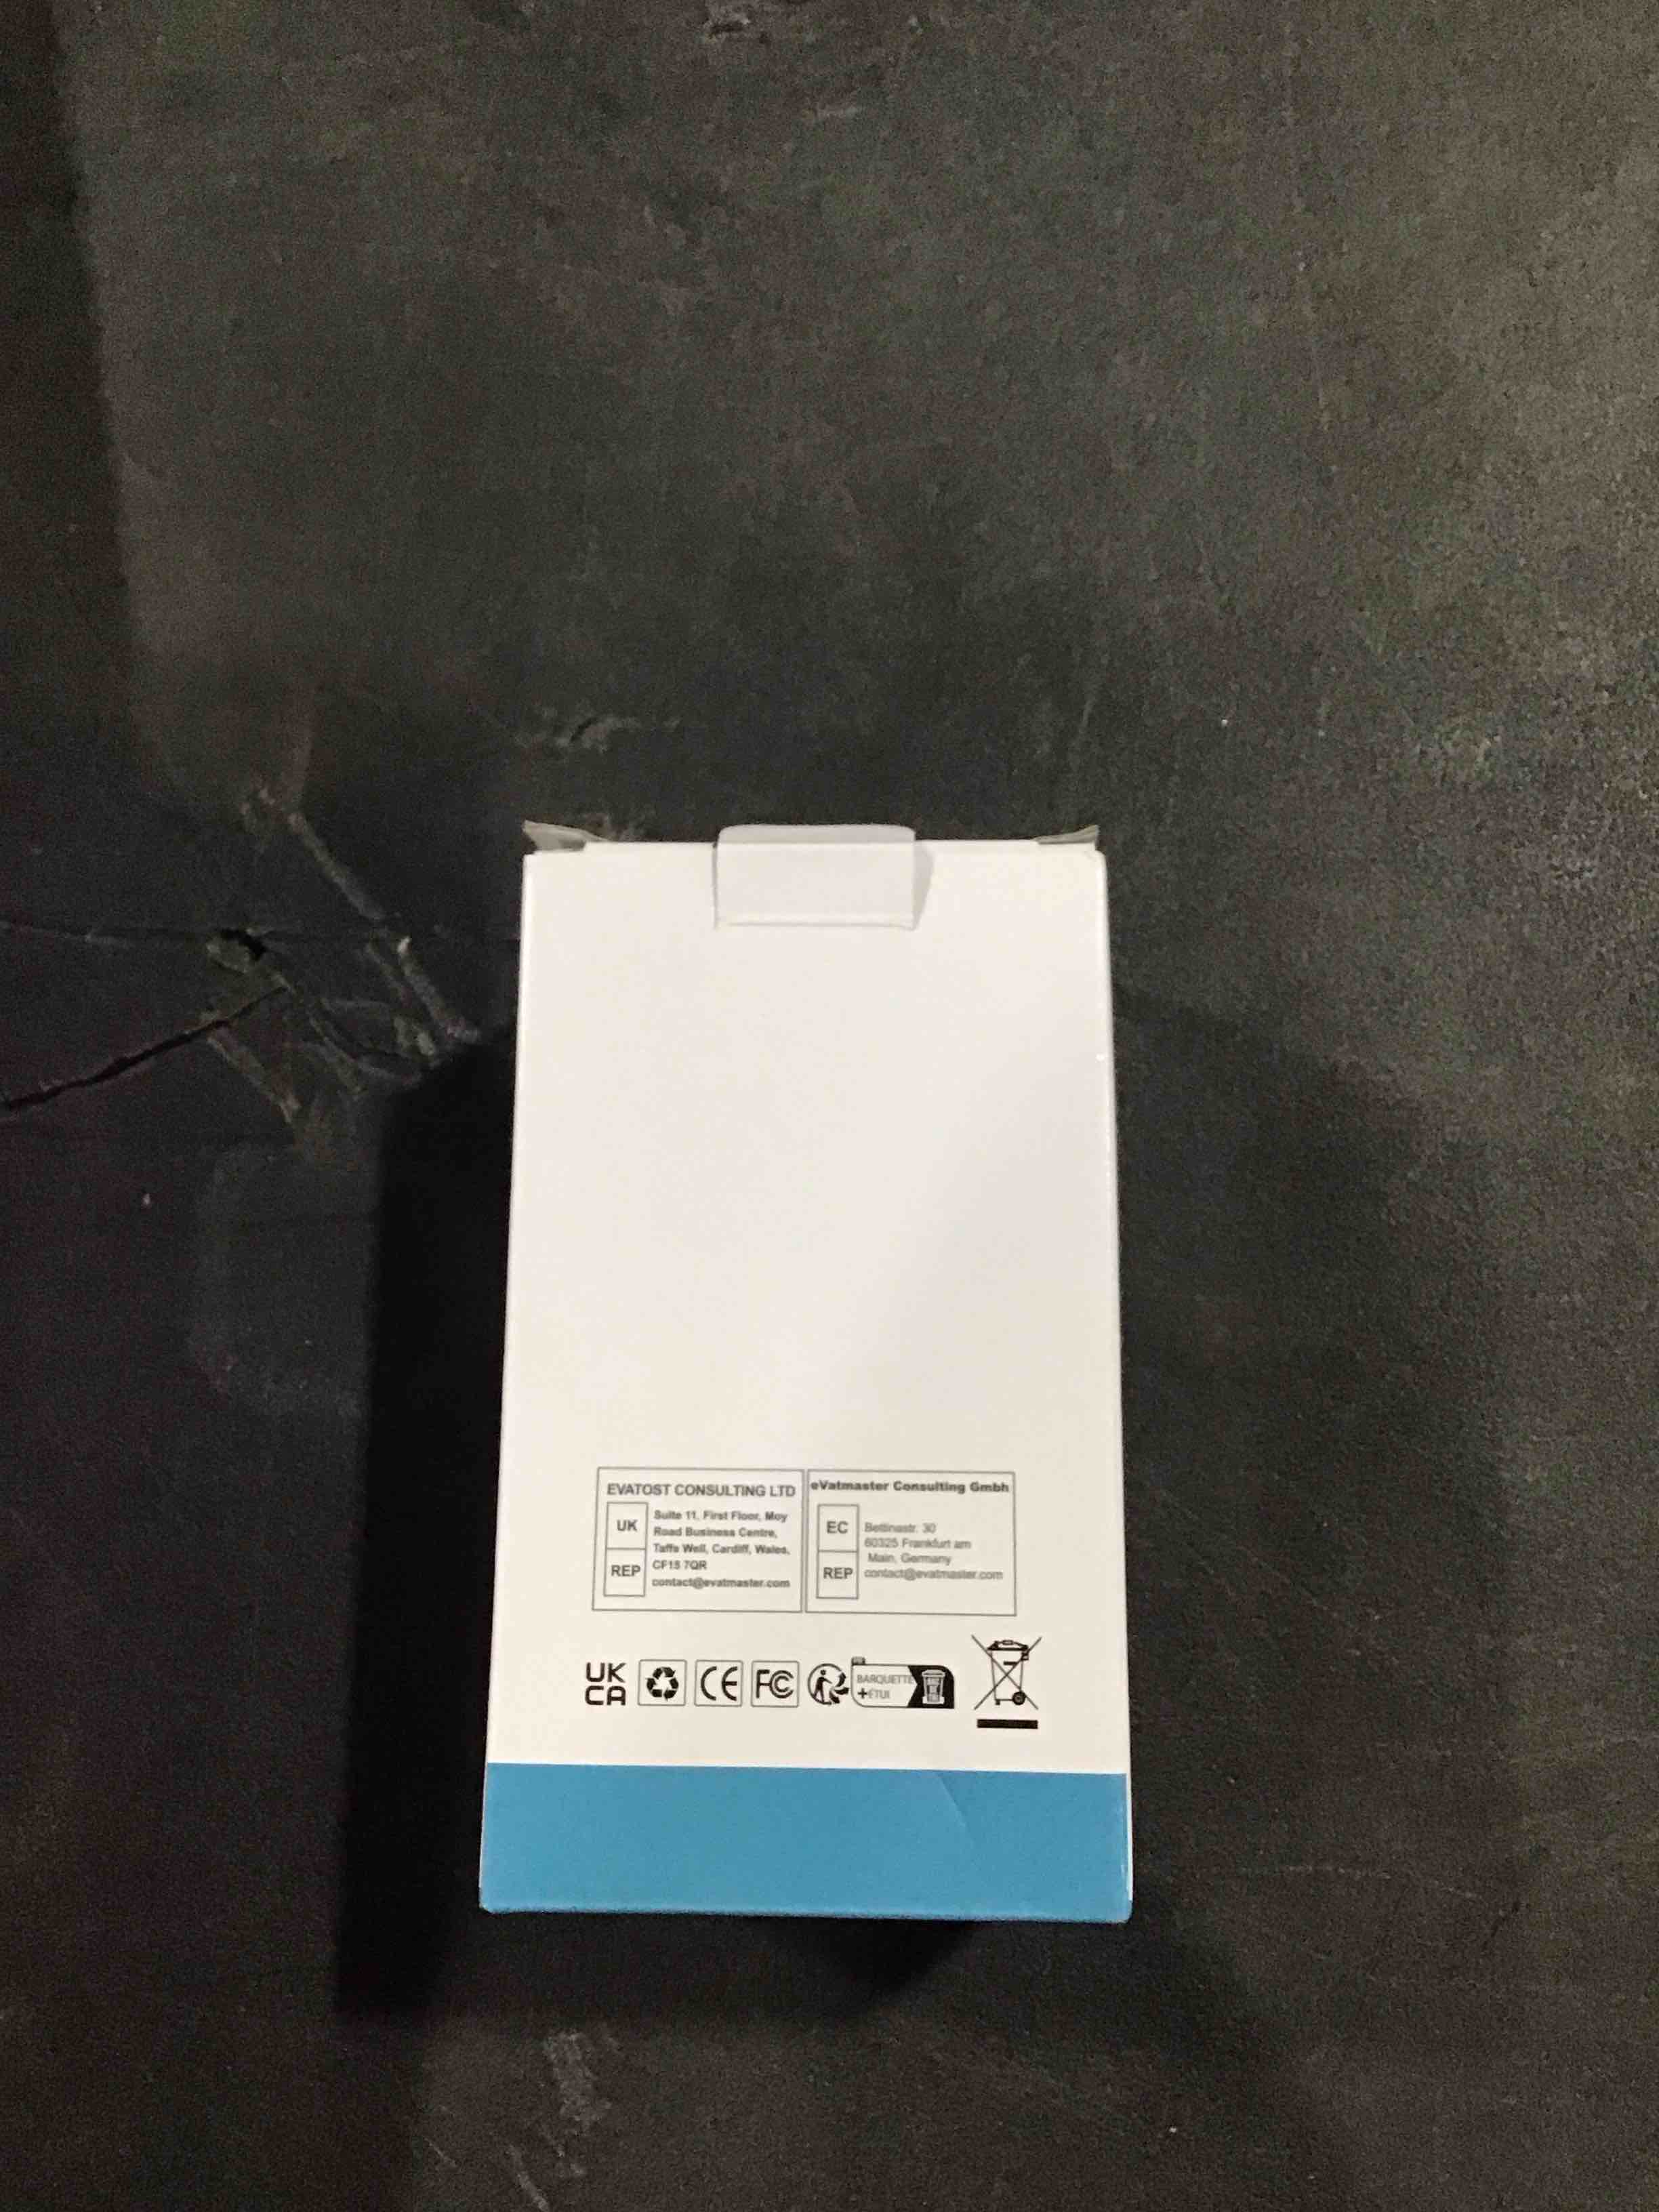 EVATOST CONSULTING LTD
UK
REP
Suite 11, First Floor, Moy
Road Business Centre,
Taffs Well, Cardiff, Wales,
CF15 7QR
contact@evatmaster.com
eVatmaster Consulting Gmbh
EC
REP
Bettinastr. 30
60325 Frankfurt am
Main, Germany
contact@evatmaster.com
UK
CA
CE
FC
BARQUETTE
+ÉTUI